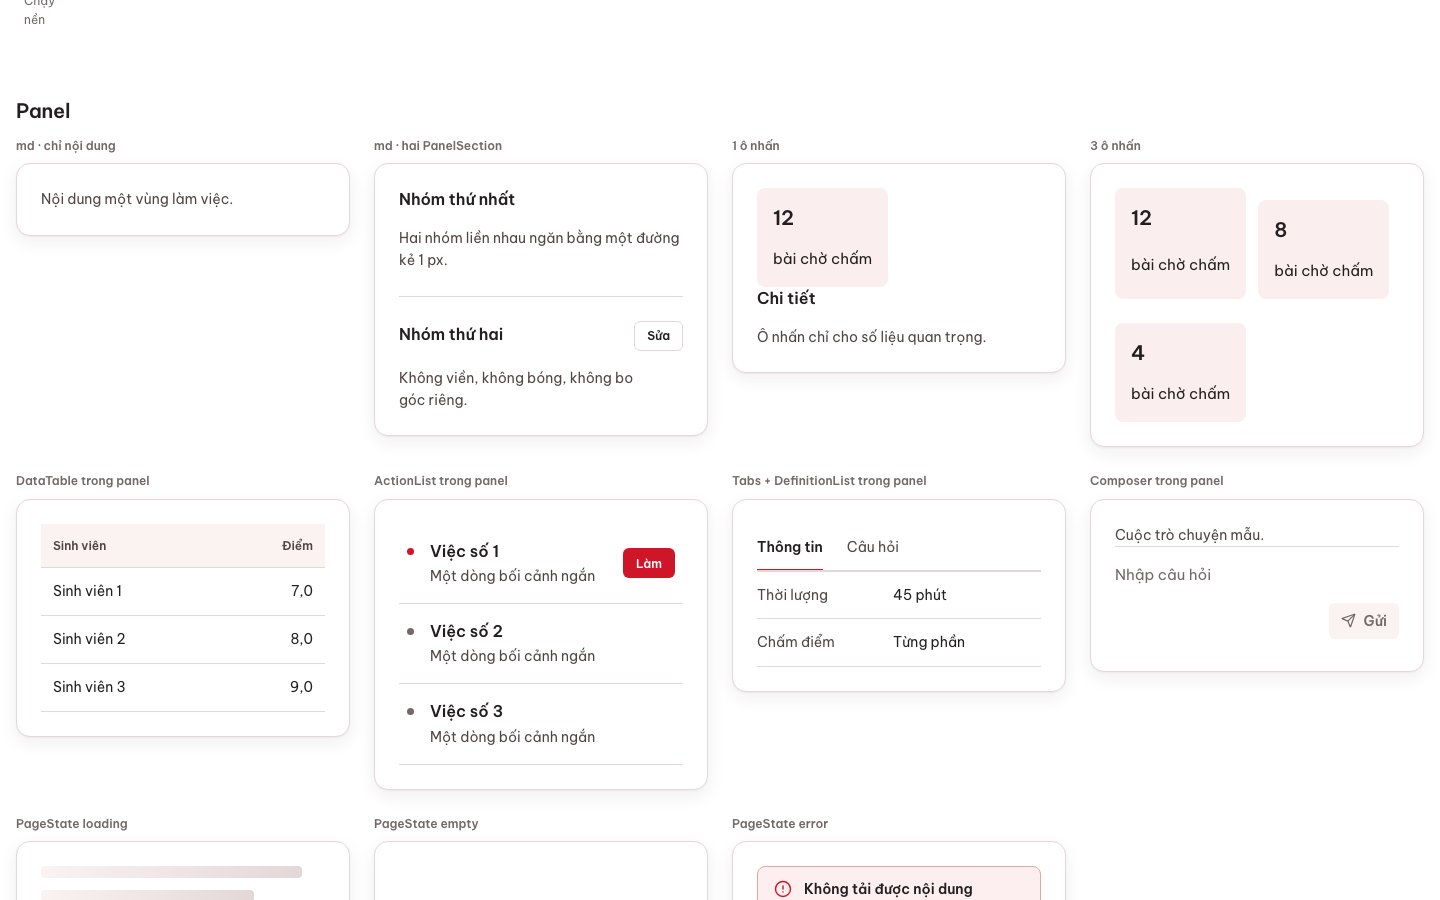 Chạy
nền
Panel
md · chỉ nội dung
Nội dung một vùng làm việc.
md · hai PanelSection
Nhóm thứ nhất
Hai nhóm liền nhau ngăn bằng một đường
kẻ 1 px.
Nhóm thứ hai
Sửa
Không viền, không bóng, không bo
góc riêng.
1 ô nhấn
12
bài chờ chấm
Chi tiết
Ô nhấn chỉ cho số liệu quan trọng.
3 ô nhấn
12
bài chờ chấm
8
bài chờ chấm
4
bài chờ chấm
DataTable trong panel
Sinh viên Điểm
Sinh viên 1 7,0
Sinh viên 2 8,0
Sinh viên 3 9,0
ActionList trong panel
Việc số 1
Một dòng bối cảnh ngắn
Làm
Việc số 2
Một dòng bối cảnh ngắn
Việc số 3
Một dòng bối cảnh ngắn
Tabs + DefinitionList trong panel
Thông tin Câu hỏi
Thời lượng 45 phút
Chấm điểm Từng phần
Composer trong panel
Cuộc trò chuyện mẫu.
Nhập câu hỏi
Gửi
PageState loading
PageState empty
PageState error
Không tải được nội dung